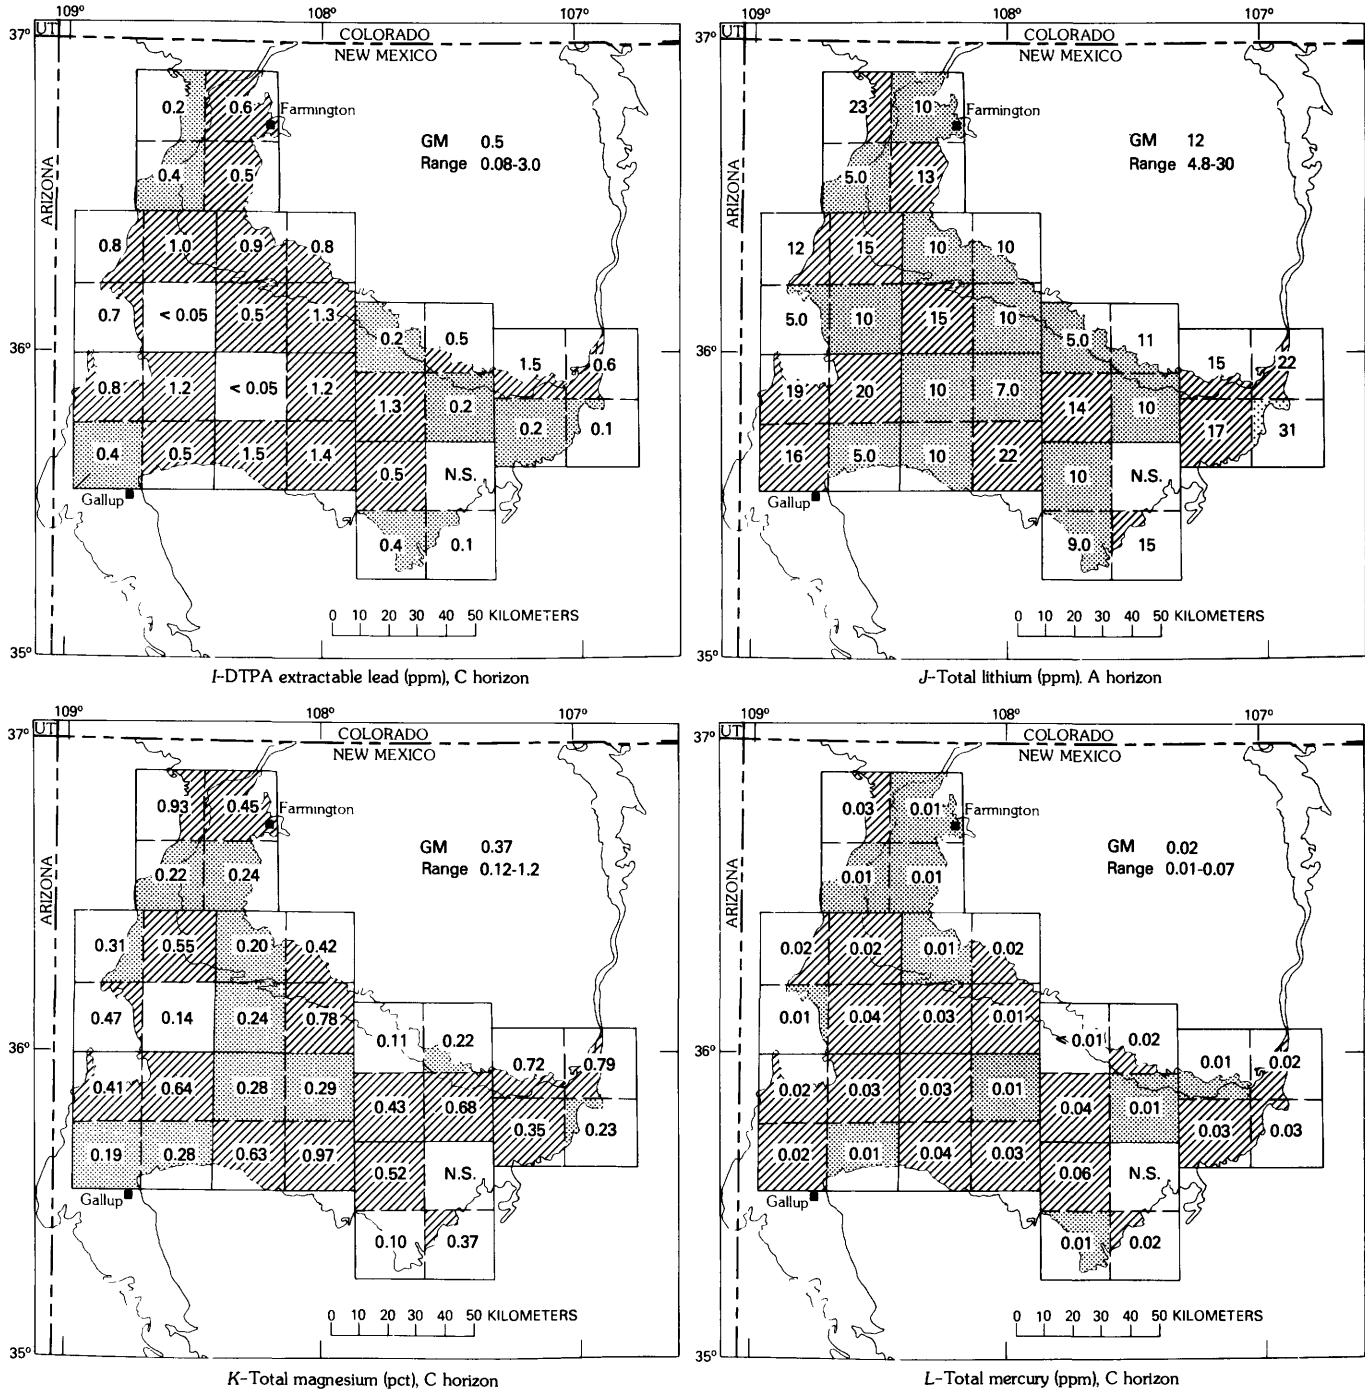 109° 108° 107°
37° UT COLORADO
NEW MEXICO
ARIZONA
0.2 0.6 Farmington
GM 0.5
Range 0.08-3.0
0.4 0.5
0.8 1.0 0.9 0.8
0.7 < 0.05 0.5 1.3 0.2 0.5
36°
1.5 0.6
0.8 1.2 < 0.05 1.2 1.3 0.2
0.2 0.1
0.4 0.5 1.5 1.4 0.5 N.S.
Gallup
0.4 0.1
0 10 20 30 40 50 KILOMETERS
35°
I-DTPA extractable lead (ppm), C horizon
109° 108° 107°
37° UT COLORADO
NEW MEXICO
ARIZONA
23 10 Farmington
GM 12
Range 4.8-30
5.0 13
12 15 10 10
5.0 10 15 10 5.0 11
36°
15 22
19 20 10 7.0 14 10
17 31
16 5.0 10 22 10 N.S.
Gallup
9.0 15
0 10 20 30 40 50 KILOMETERS
35°
J-Total lithium (ppm). A horizon
109° 108° 107°
37° UT COLORADO
NEW MEXICO
ARIZONA
0.93 0.45 Farmington
GM 0.37
Range 0.12-1.2
0.22 0.24
0.31 0.55 0.20 0.42
0.47 0.14 0.24 0.78 0.11 0.22
36°
0.72 0.79
0.41 0.64 0.28 0.29 0.43 0.68
0.35 0.23
0.19 0.28 0.63 0.97 0.52 N.S.
Gallup
0.10 0.37
0 10 20 30 40 50 KILOMETERS
35°
K-Total magnesium (pct), C horizon
109° 108° 107°
37° UT COLORADO
NEW MEXICO
ARIZONA
0.03 0.01 Farmington
GM 0.02
Range 0.01-0.07
0.01 0.01
0.02 0.02 0.01 0.02
0.01 0.04 0.03 0.01 < 0.01 0.02
36°
0.01 0.02
0.02 0.03 0.03 0.01 0.04 0.01
0.03 0.03
0.02 0.01 0.04 0.03 0.06 N.S.
Gallup
0.01 0.02
0 10 20 30 40 50 KILOMETERS
35°
L-Total mercury (ppm), C horizon